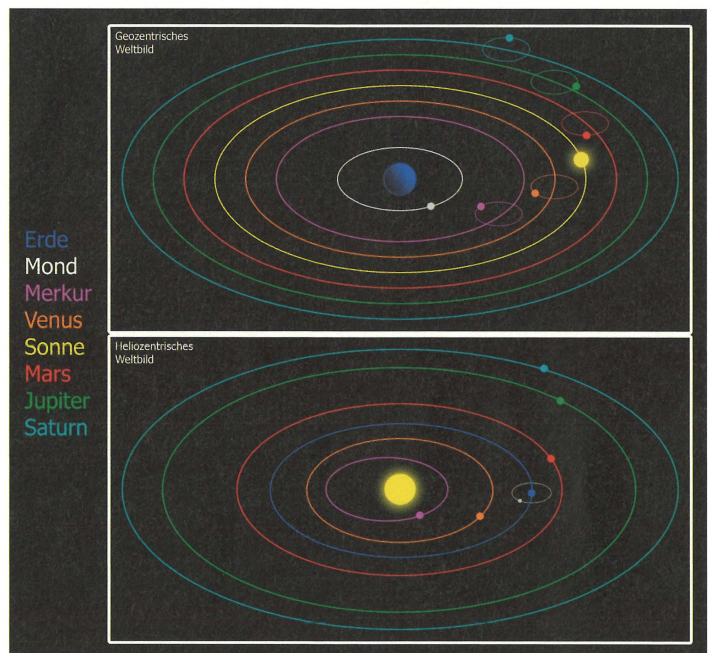 Geozentrisches
Weltbild
Erde
Mond
Merkur
Venus
Sonne
Mars
Jupiter
Saturn
Heliozentrisches
Weltbild